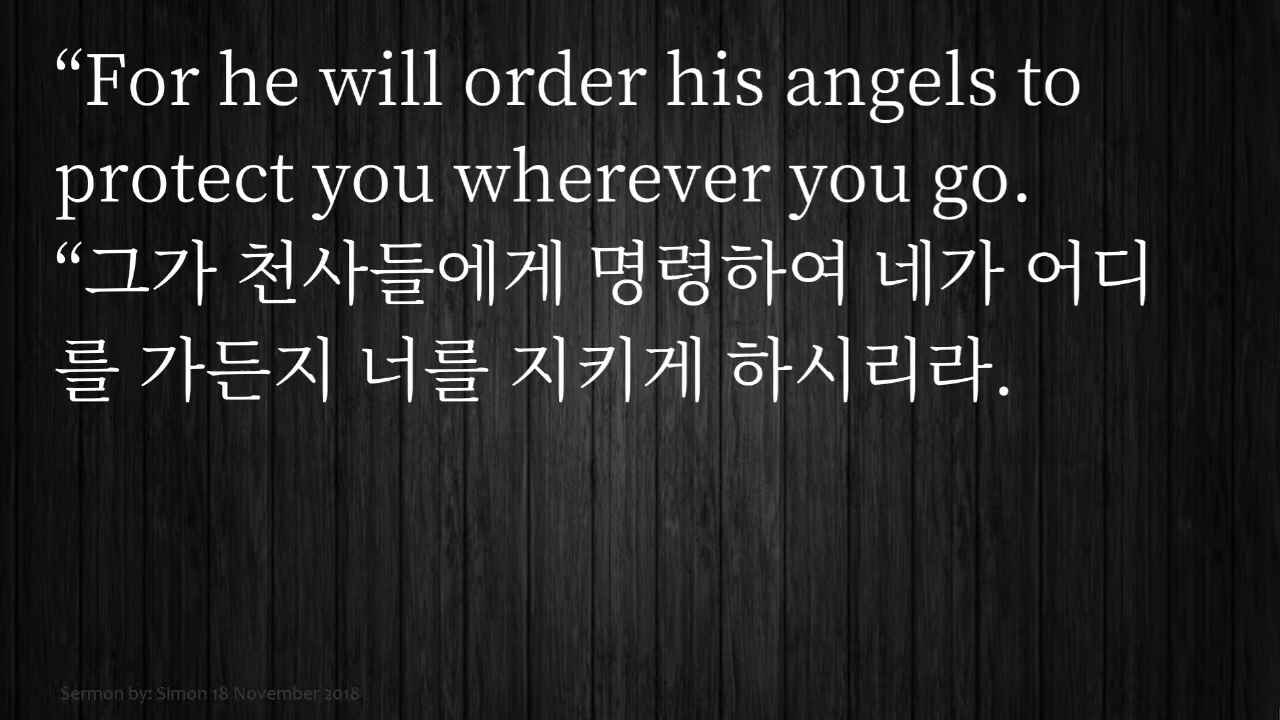 “For he will order his angels to
protect you wherever you go.
“그가 천사들에게 명령하여 네가 어디
를 가든지 너를 지키게 하시리라.
Sermon by: Simon 18 November 2018